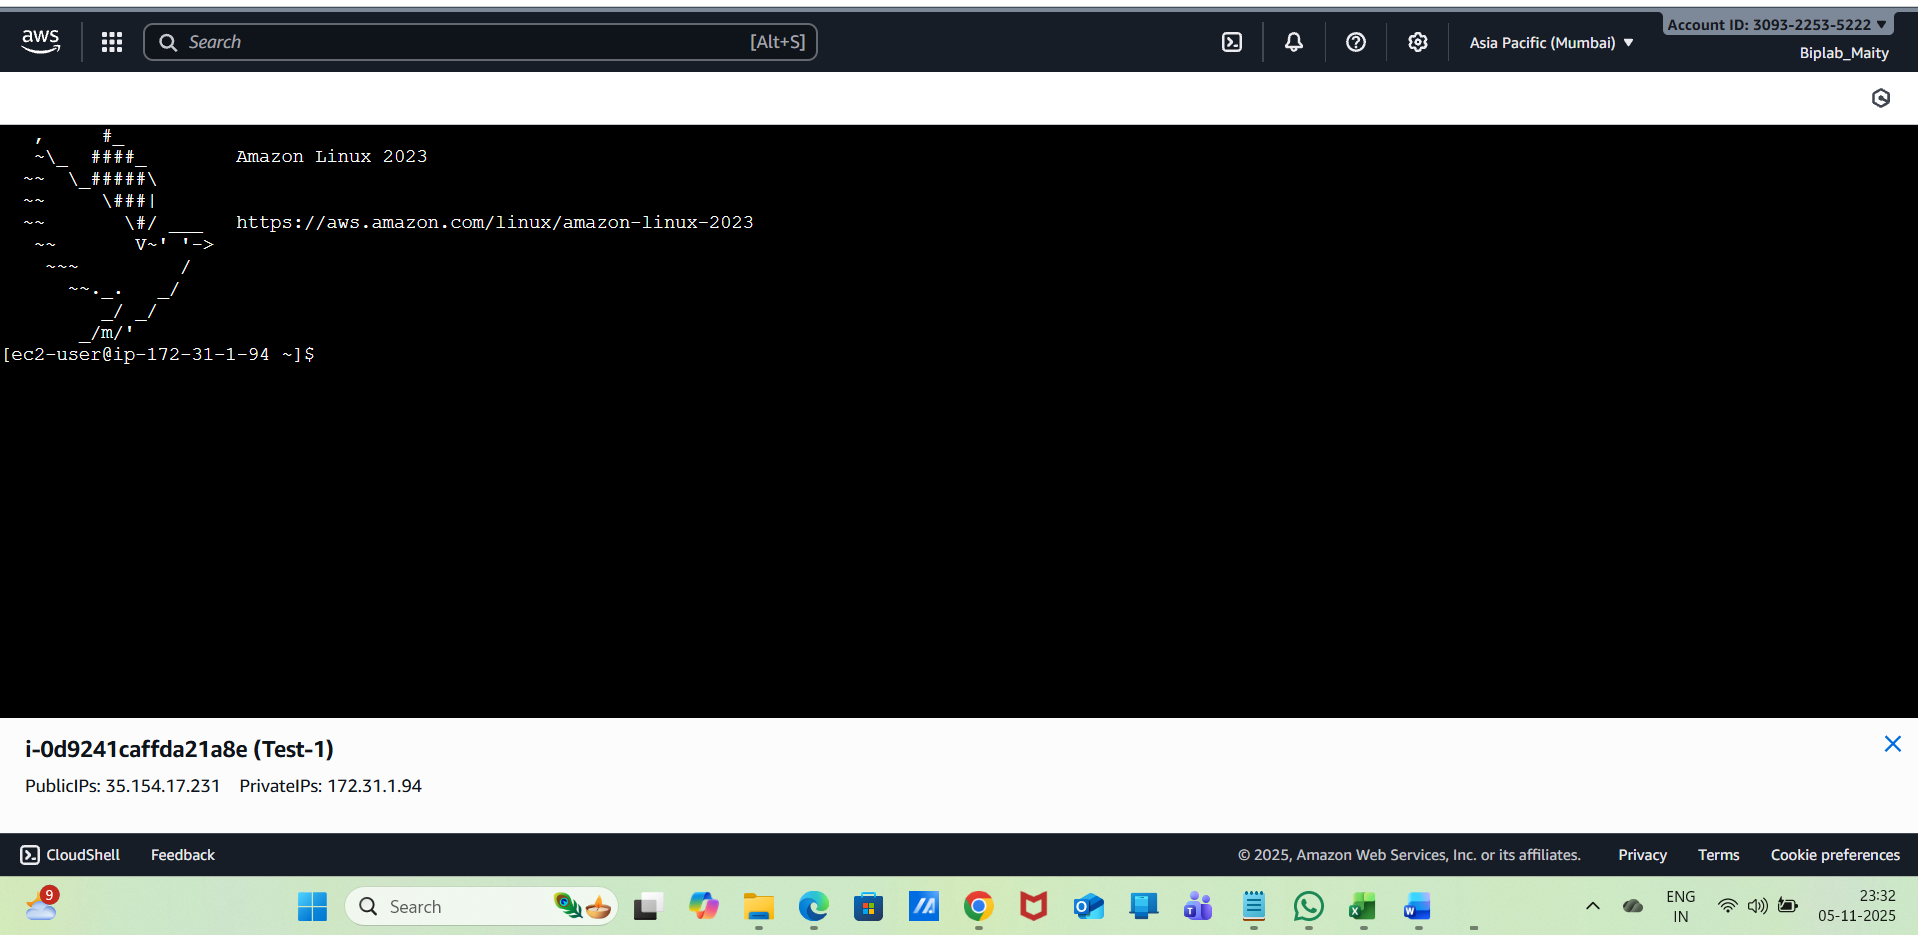 aws
Search [Alt+S]
Asia Pacific (Mumbai) ▼
Account ID: 3093-2253-5222 ▼
Biplab_Maity
   ,     #_
   ~\_  ####_        Amazon Linux 2023
  ~~  \_#####\
  ~~     \###|
  ~~       \#/ ___   https://aws.amazon.com/linux/amazon-linux-2023
   ~~       V~' '->
    ~~~         /
      ~~._.   _/
         _/ _/
       _/m/'
[ec2-user@ip-172-31-1-94 ~]$
i-0d9241caffda21a8e (Test-1)
PublicIPs: 35.154.17.231 PrivateIPs: 172.31.1.94
CloudShell Feedback © 2025, Amazon Web Services, Inc. or its affiliates. Privacy Terms Cookie preferences
9
Search
ENG
IN
23:32
05-11-2025